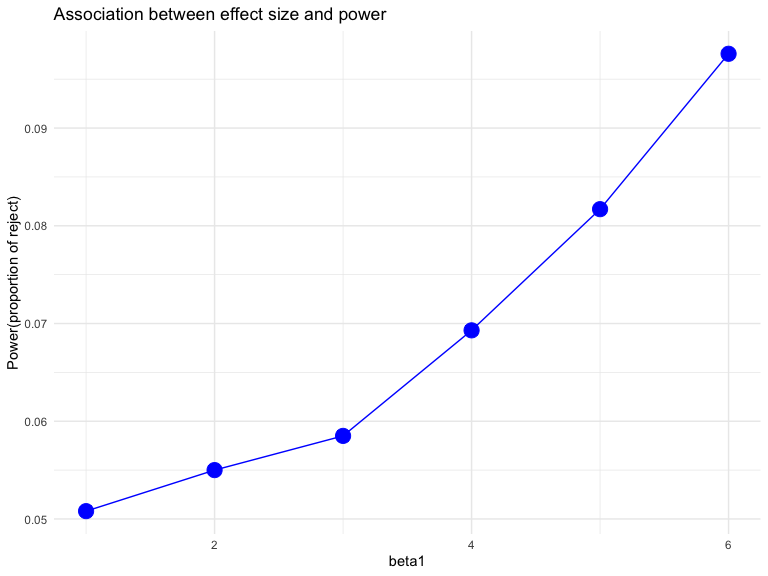 Association between effect size and power
Power(proportion of reject)
0.09
0.08
0.07
0.06
0.05
2
4
6
beta1